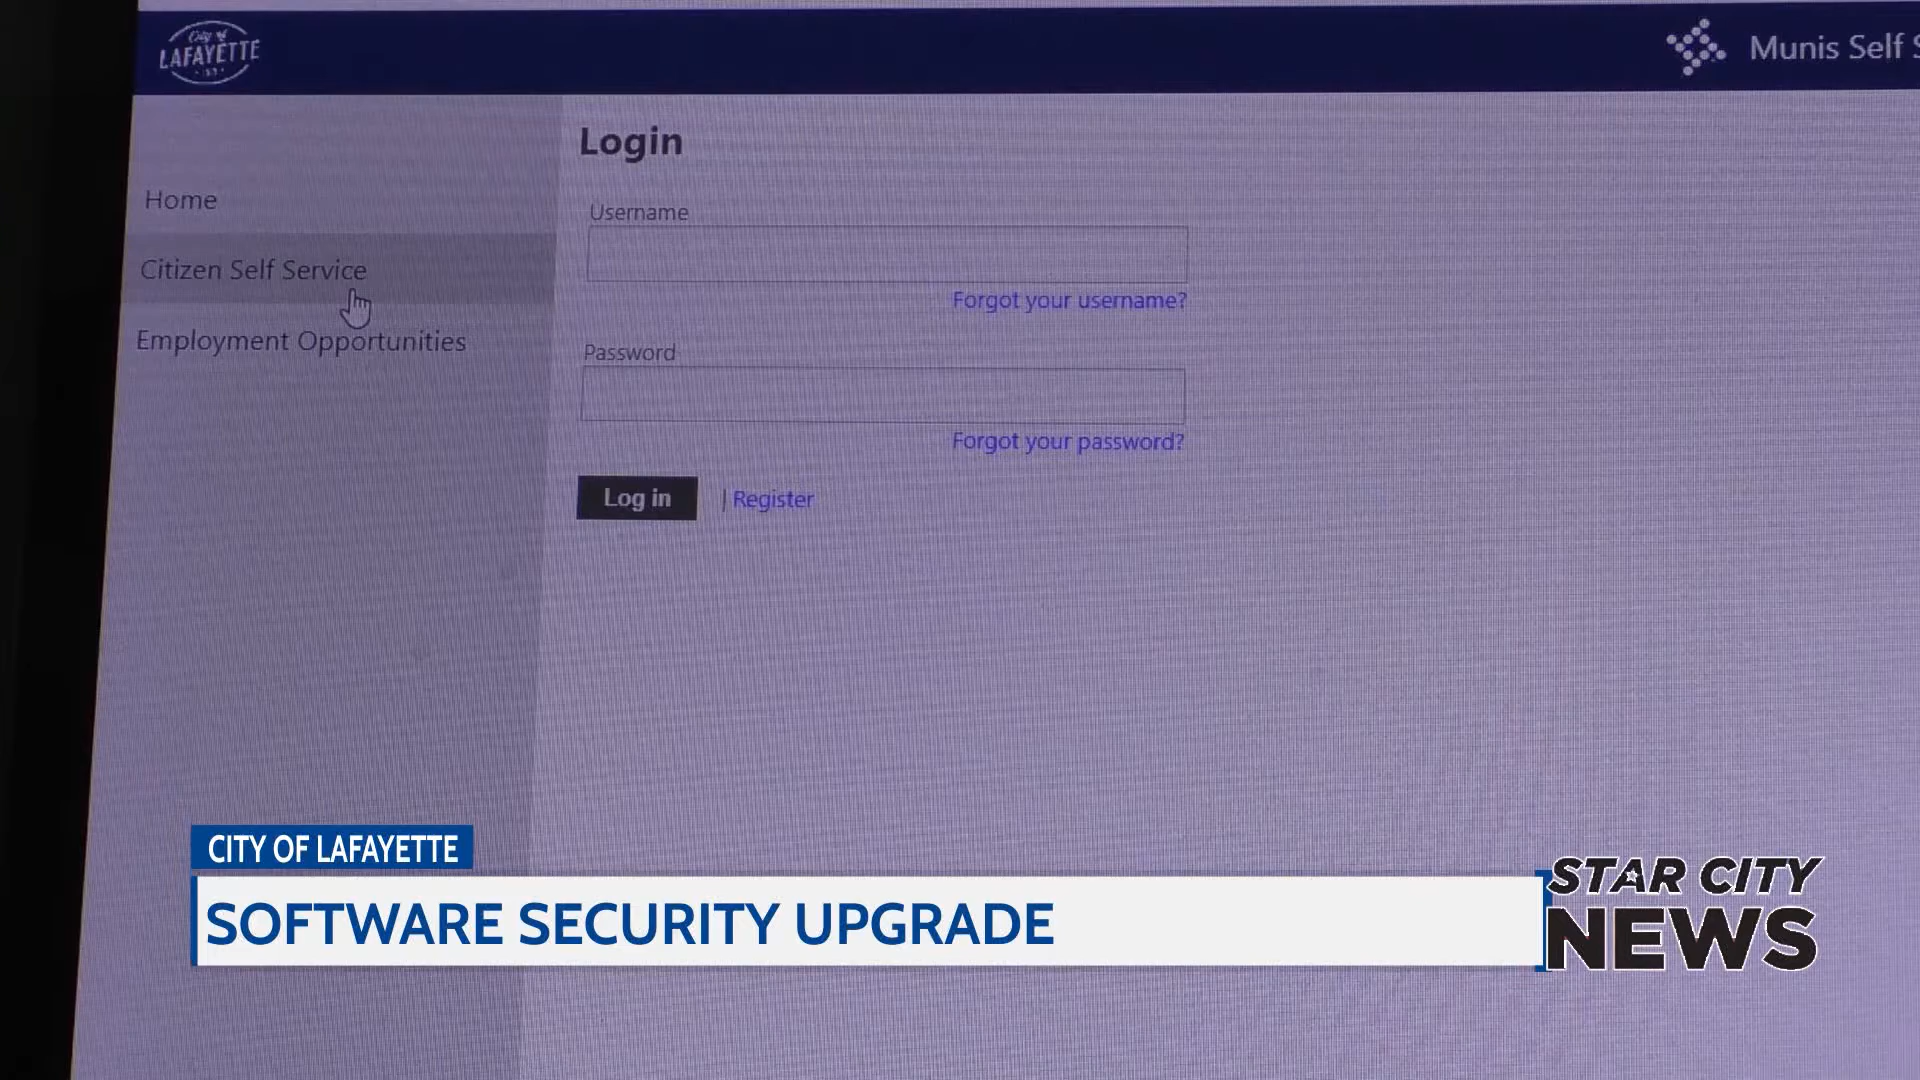 City of
LAFAYETTE
Munis Self S
Login
Home
Citizen Self Service
Employment Opportunities
Username
Forgot your username?
Password
Forgot your password?
Log in | Register
CITY OF LAFAYETTE
SOFTWARE SECURITY UPGRADE
STAR CITY
NEWS